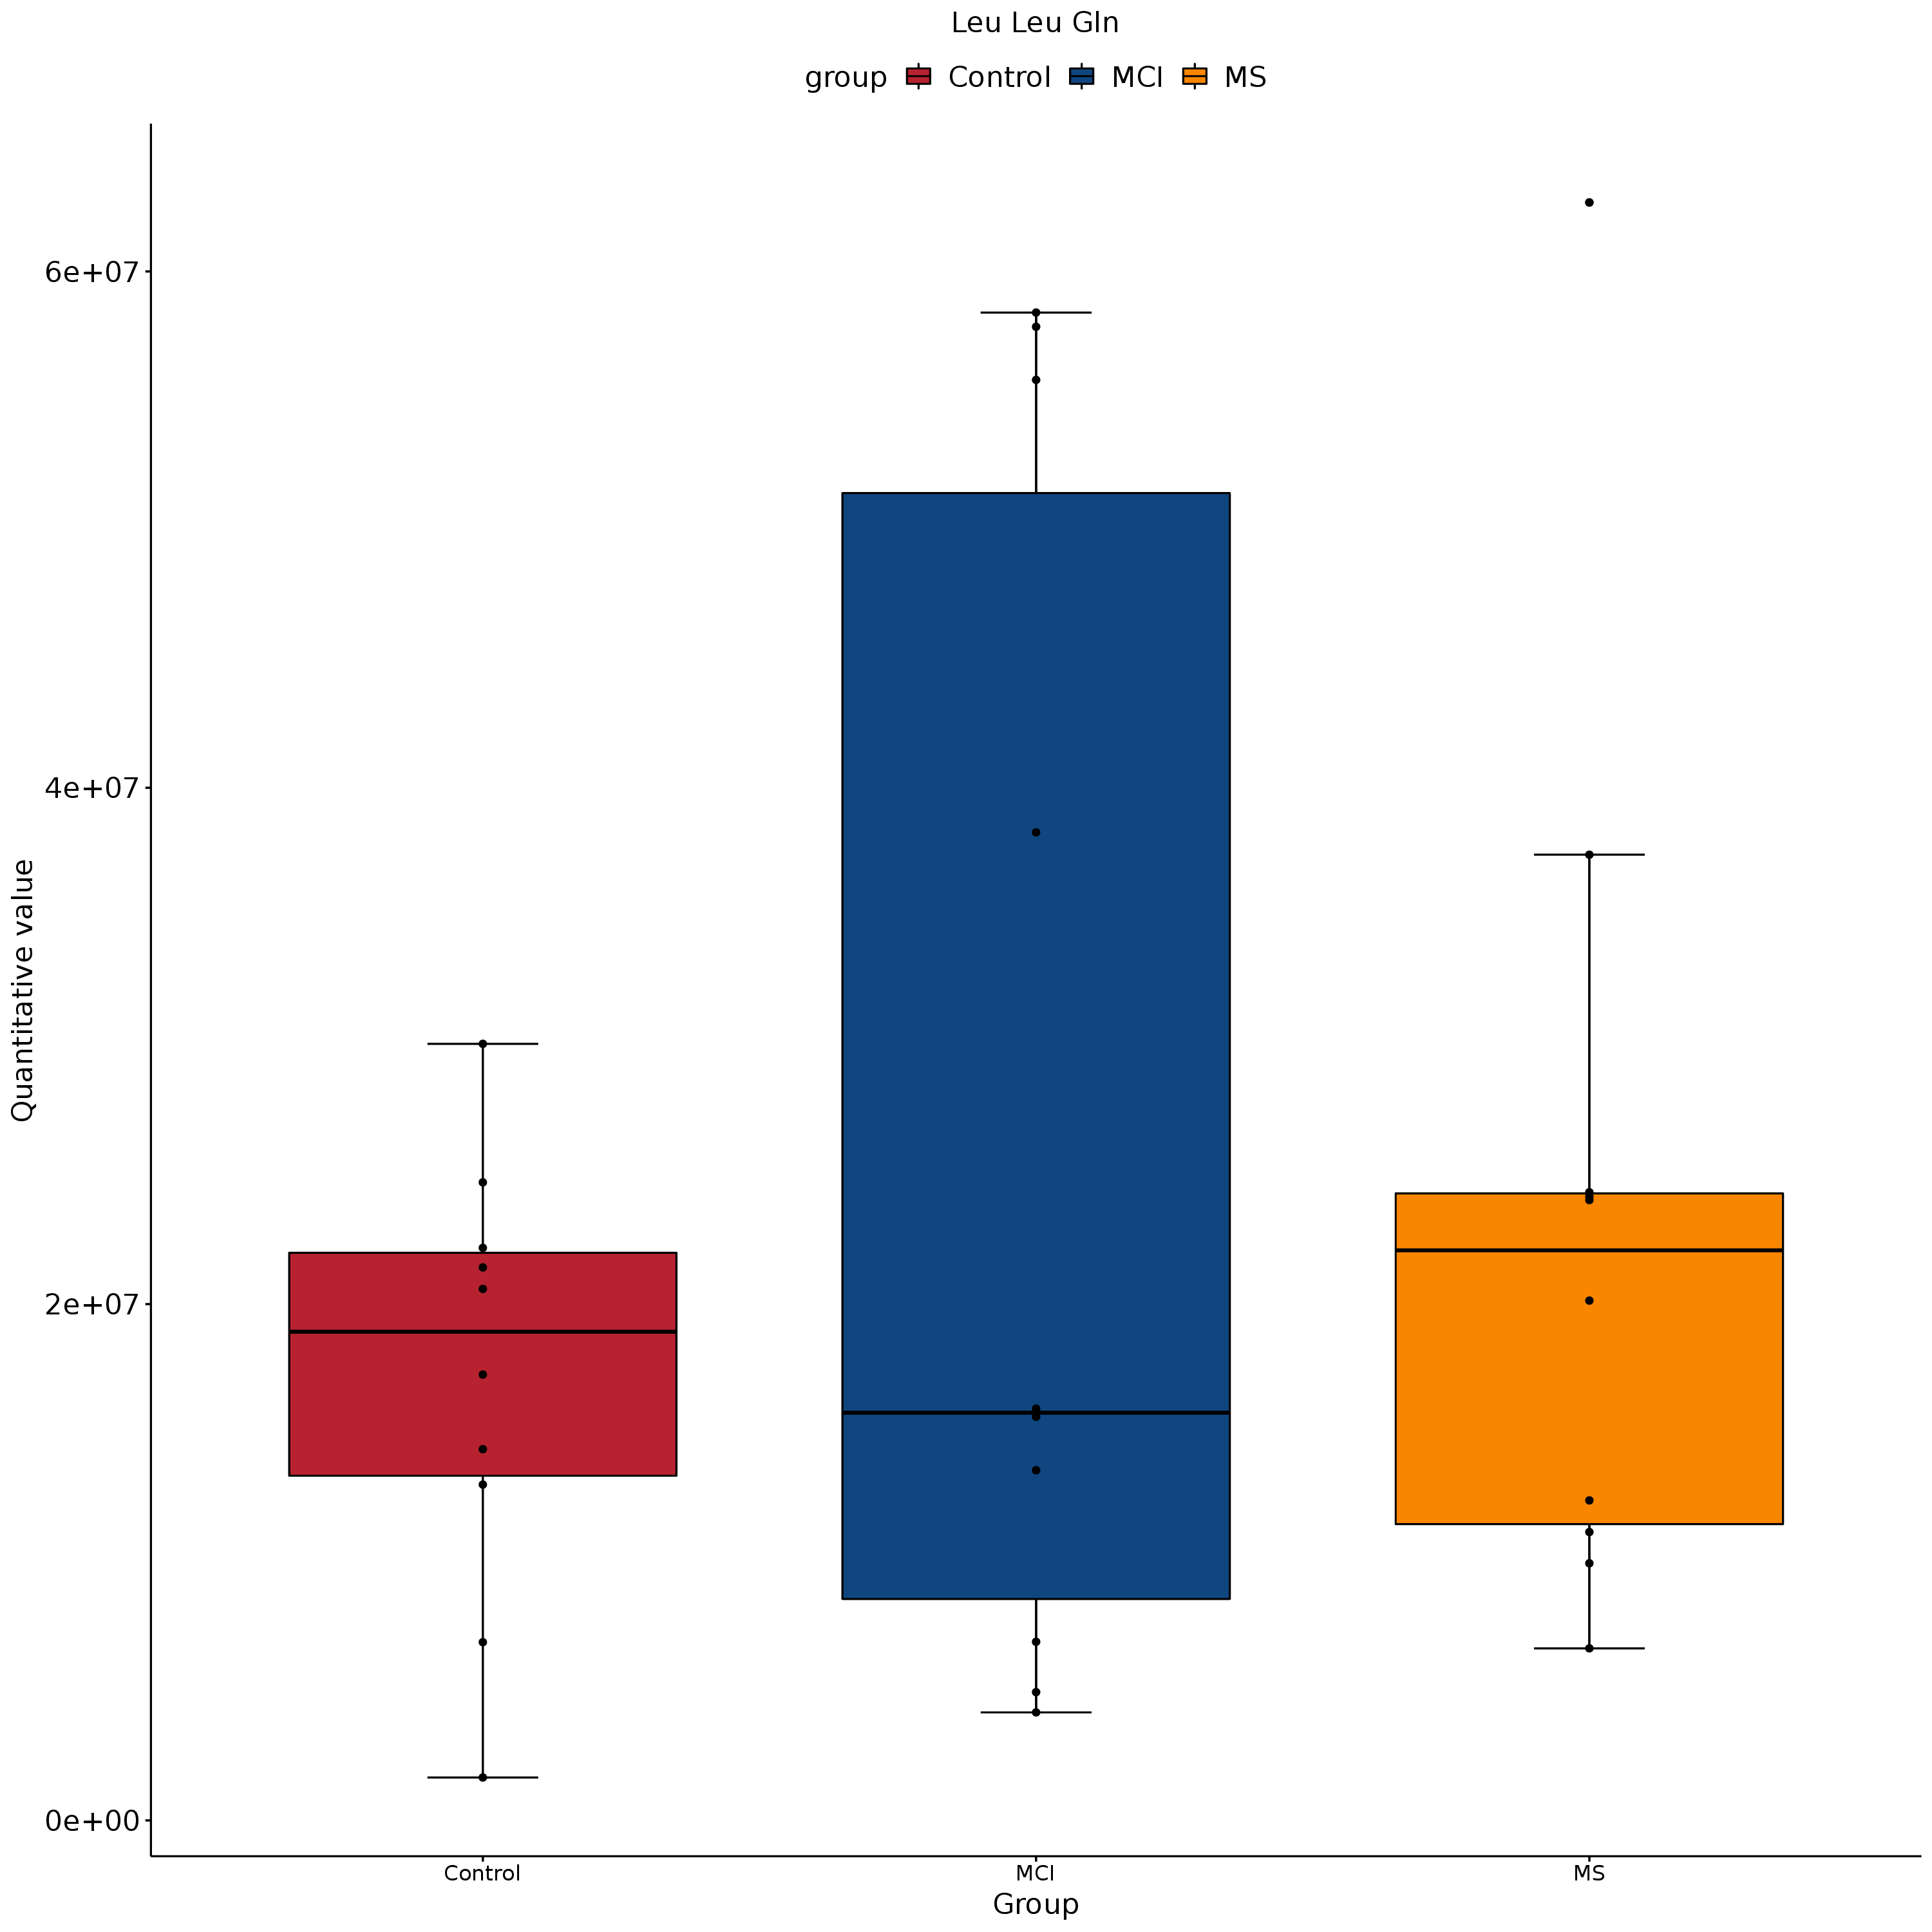 Leu Leu Gln
group Control MCI MS
Quantitative value
6e+07
4e+07
2e+07
0e+00
Control MCI MS
Group